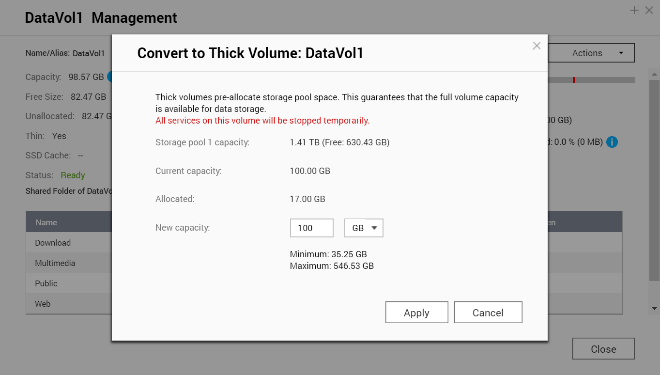 DataVol1 Management
Name/Alias: DataVol1
Actions
Capacity: 98.57 GB
Free Size: 82.47 GB
Unallocated: 82.47 G
00 GB)
Thin: Yes
d: 0.0 % (0 MB)
SSD Cache: --
Status: Ready
Shared Folder of DataVo
Name
en
Download
Multimedia
Public
Web
Close
Convert to Thick Volume: DataVol1
Thick volumes pre-allocate storage pool space. This guarantees that the full volume capacity
is available for data storage.
All services on this volume will be stopped temporarily.
Storage pool 1 capacity: 1.41 TB (Free: 630.43 GB)
Current capacity: 100.00 GB
Allocated: 17.00 GB
New capacity: 100 GB
Minimum: 35.25 GB
Maximum: 546.53 GB
Apply Cancel